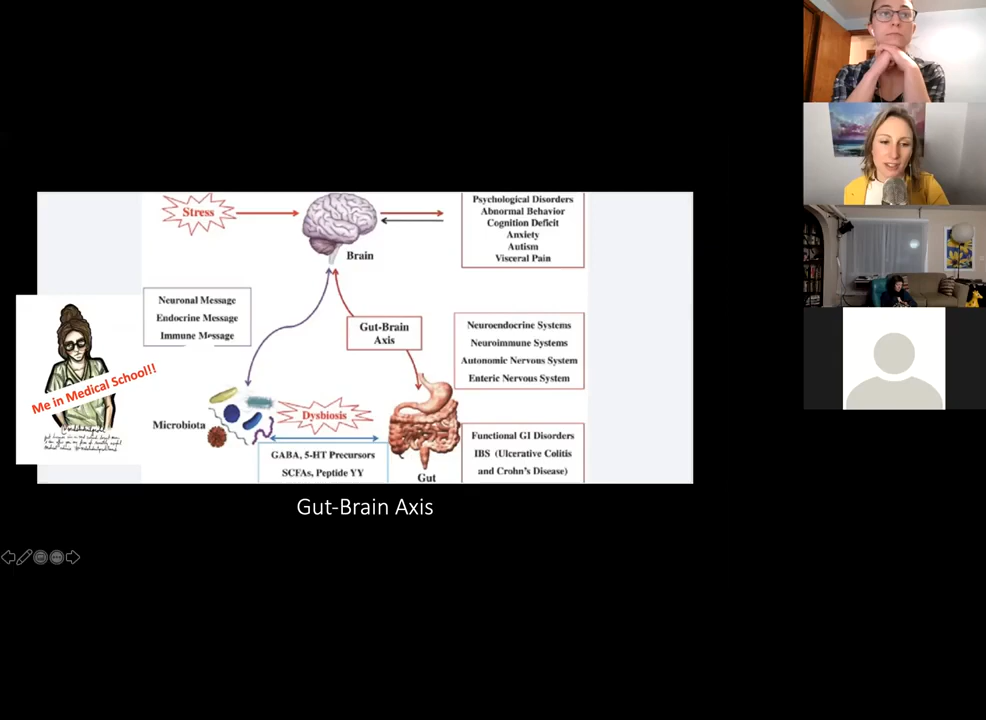 Stress
Brain
Psychological Disorders
Abnormal Behavior
Cognition Deficit
Anxiety
Autism
Visceral Pain
Neuronal Message
Endocrine Message
Immune Message
Gut-Brain
Axis
Neuroendocrine Systems
Neuroimmune Systems
Autonomic Nervous System
Enteric Nervous System
Me in Medical School!!
Microbiota
Dysbiosis
GABA, 5-HT Precursors
SCFAs, Peptide YY
Gut
Functional GI Disorders
IBS (Ulcerative Colitis
and Crohn's Disease)
Gut-Brain Axis